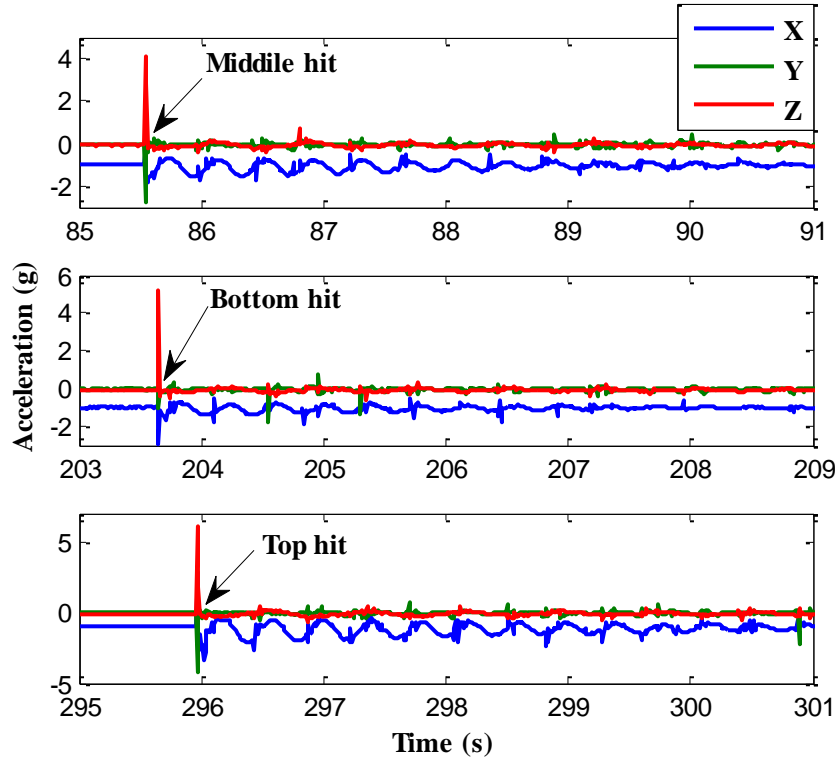 X
Y
Z
4
2
0
-2
Middile hit
85 86 87 88 89 90 91
Acceleration (g)
6
4
2
0
-2
Bottom hit
203 204 205 206 207 208 209
5
0
-5
Top hit
295 296 297 298 299 300 301
Time (s)